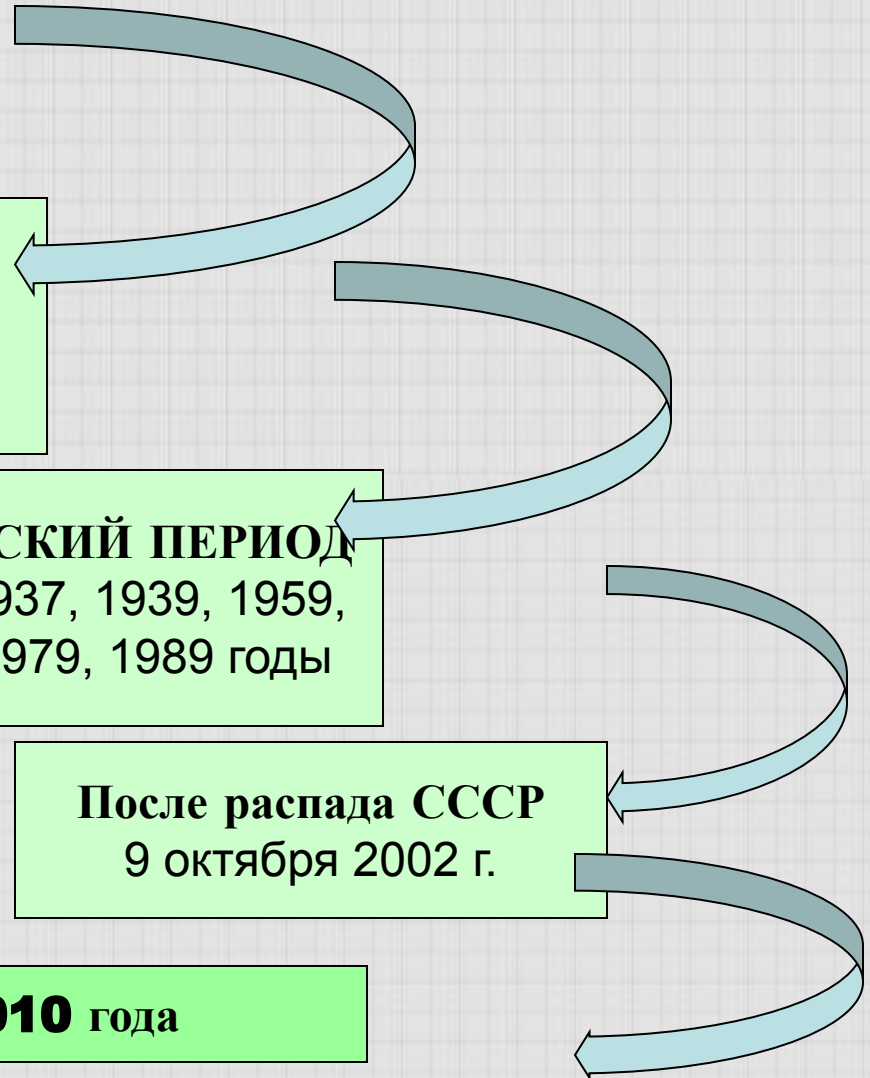 СКИЙ ПЕРИОД
937, 1939, 1959,
979, 1989 годы
После распада СССР
9 октября 2002 г.
010 года